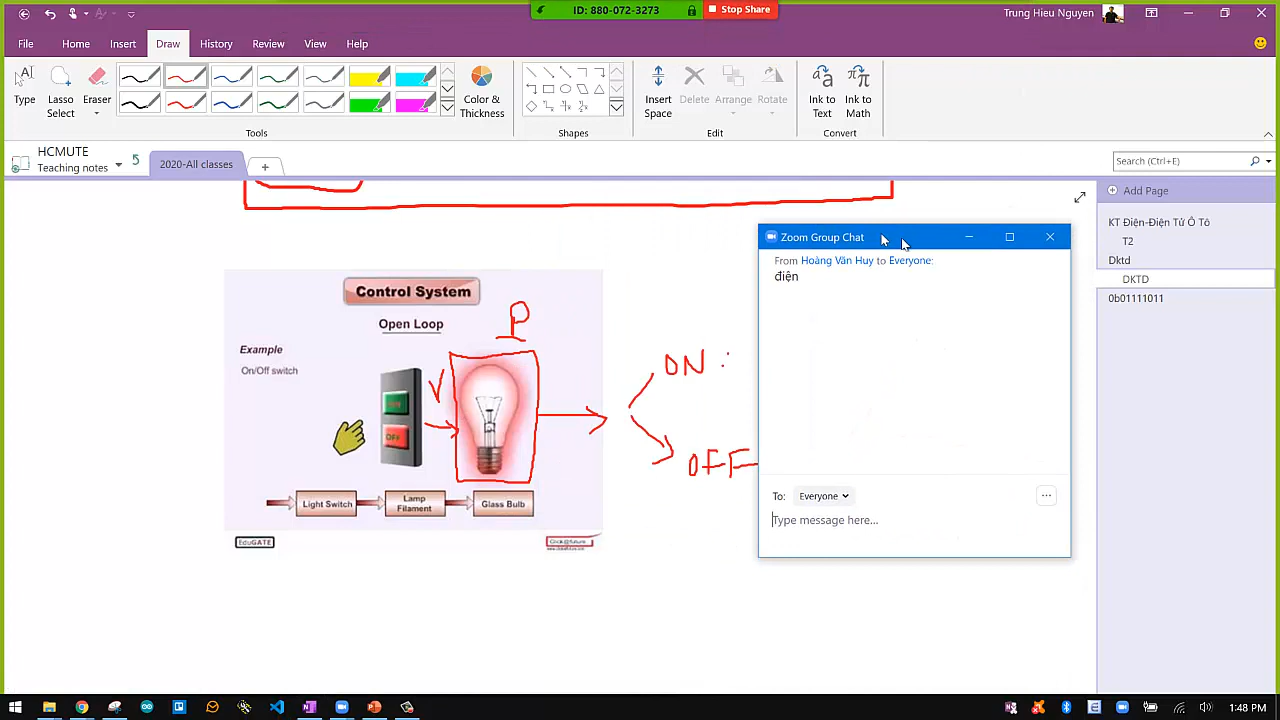 ID: 880-072-3273
Stop Share
Trung Hieu Nguyen
File
Home
Insert
Draw
History
Review
View
Help
Type
Lasso
Select
Eraser
Color &
Thickness
Insert
Space
Delete
Arrange
Rotate
Ink to
Text
Ink to
Math
Tools
Shapes
Edit
Convert
HCMUTE
Teaching notes
2020-All classes
Search (Ctrl+E)
Add Page
KT Điện-Điện Tử Ô Tô
T2
Dktd
DKTD
0b01111011
Control System
Open Loop
Example
On/Off switch
P
V
OFF
ON :
OFF
Light Switch
Lamp
Filament
Glass Bulb
EduGATE
Zoom Group Chat
From Hoàng Văn Huy to Everyone:
điện
To: Everyone
Type message here...
1:48 PM